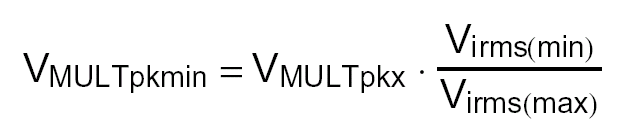 V_MULTpkmin = V_MULTpkx · V_irms(min) / V_irms(max)